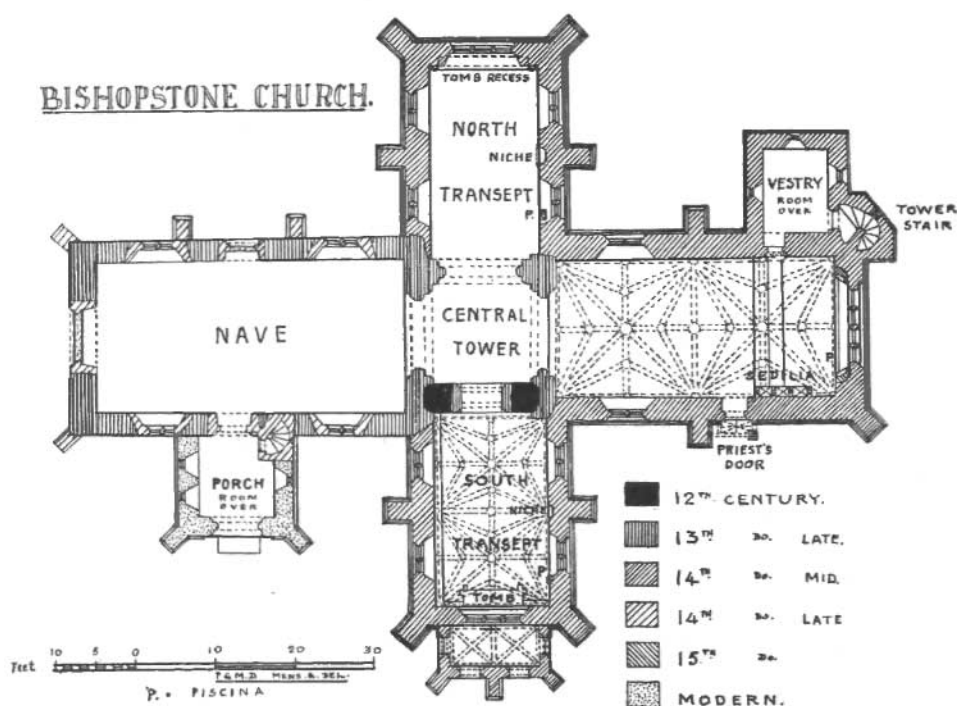 BISHOPSTONE CHURCH.
TOMB RECESS
NORTH
NICHE
TRANSEPT
P.
VESTRY
ROOM
OVER
TOWER
STAIR
NAVE
CENTRAL
TOWER
P
SEDILIA
PRIEST'S
DOOR
PORCH
ROOM
OVER
SOUTH
NICHE
TRANSEPT
P.
TOMB
12TH CENTURY.
13TH DO. LATE.
14TH DO. MID.
14TH DO. LATE
15TH DO.
MODERN.
Feet 10 5 0 10 20 30
MENS. & DEL.
P. = PISCINA